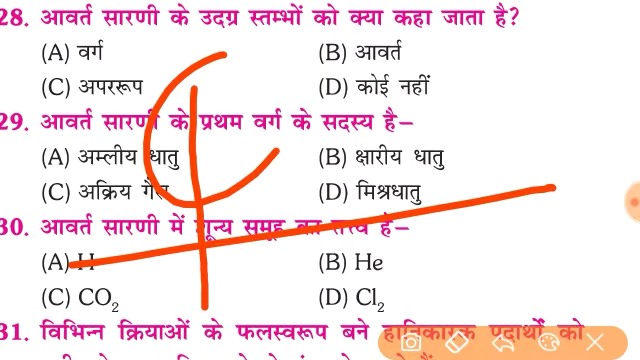 28. आवर्त सारणी के उदग्र स्तम्भों को क्या कहा जाता है?
(A) वर्ग (B) आवर्त
(C) अपररूप (D) कोई नहीं
29. आवर्त सारणी के प्रथम वर्ग के सदस्य है–
(A) अम्लीय धातु (B) क्षारीय धातु
(C) अक्रिय गैस (D) मिश्रधातु
30. आवर्त सारणी में शून्य समूह का तत्त्व है–
(A) H (B) He
(C) CO₂ (D) Cl₂
31. विभिन्न क्रियाओं के फलस्वरूप बने हानिकारक पदार्थों को